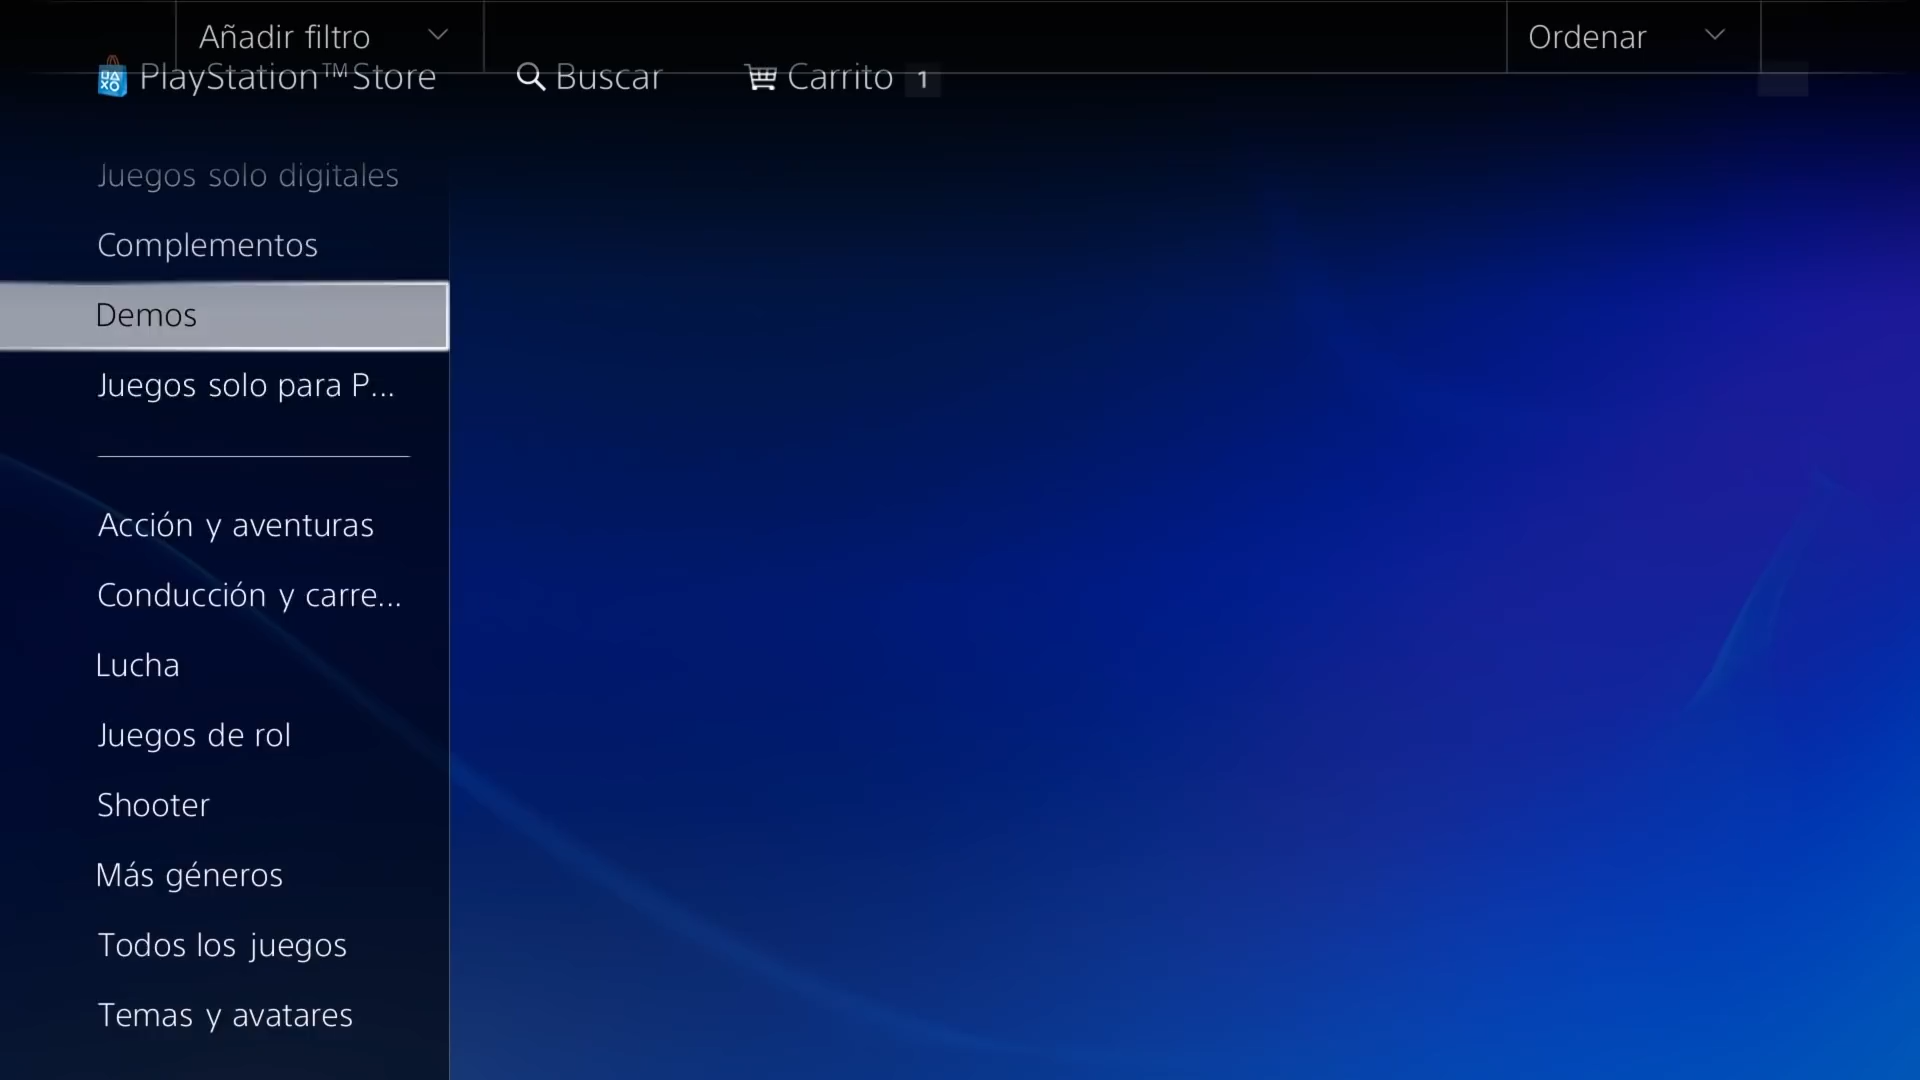 Añadir filtro
Ordenar
PlayStation™Store
Buscar
Carrito 1
Juegos solo digitales
Complementos
Demos
Juegos solo para P...
Acción y aventuras
Conducción y carre...
Lucha
Juegos de rol
Shooter
Más géneros
Todos los juegos
Temas y avatares